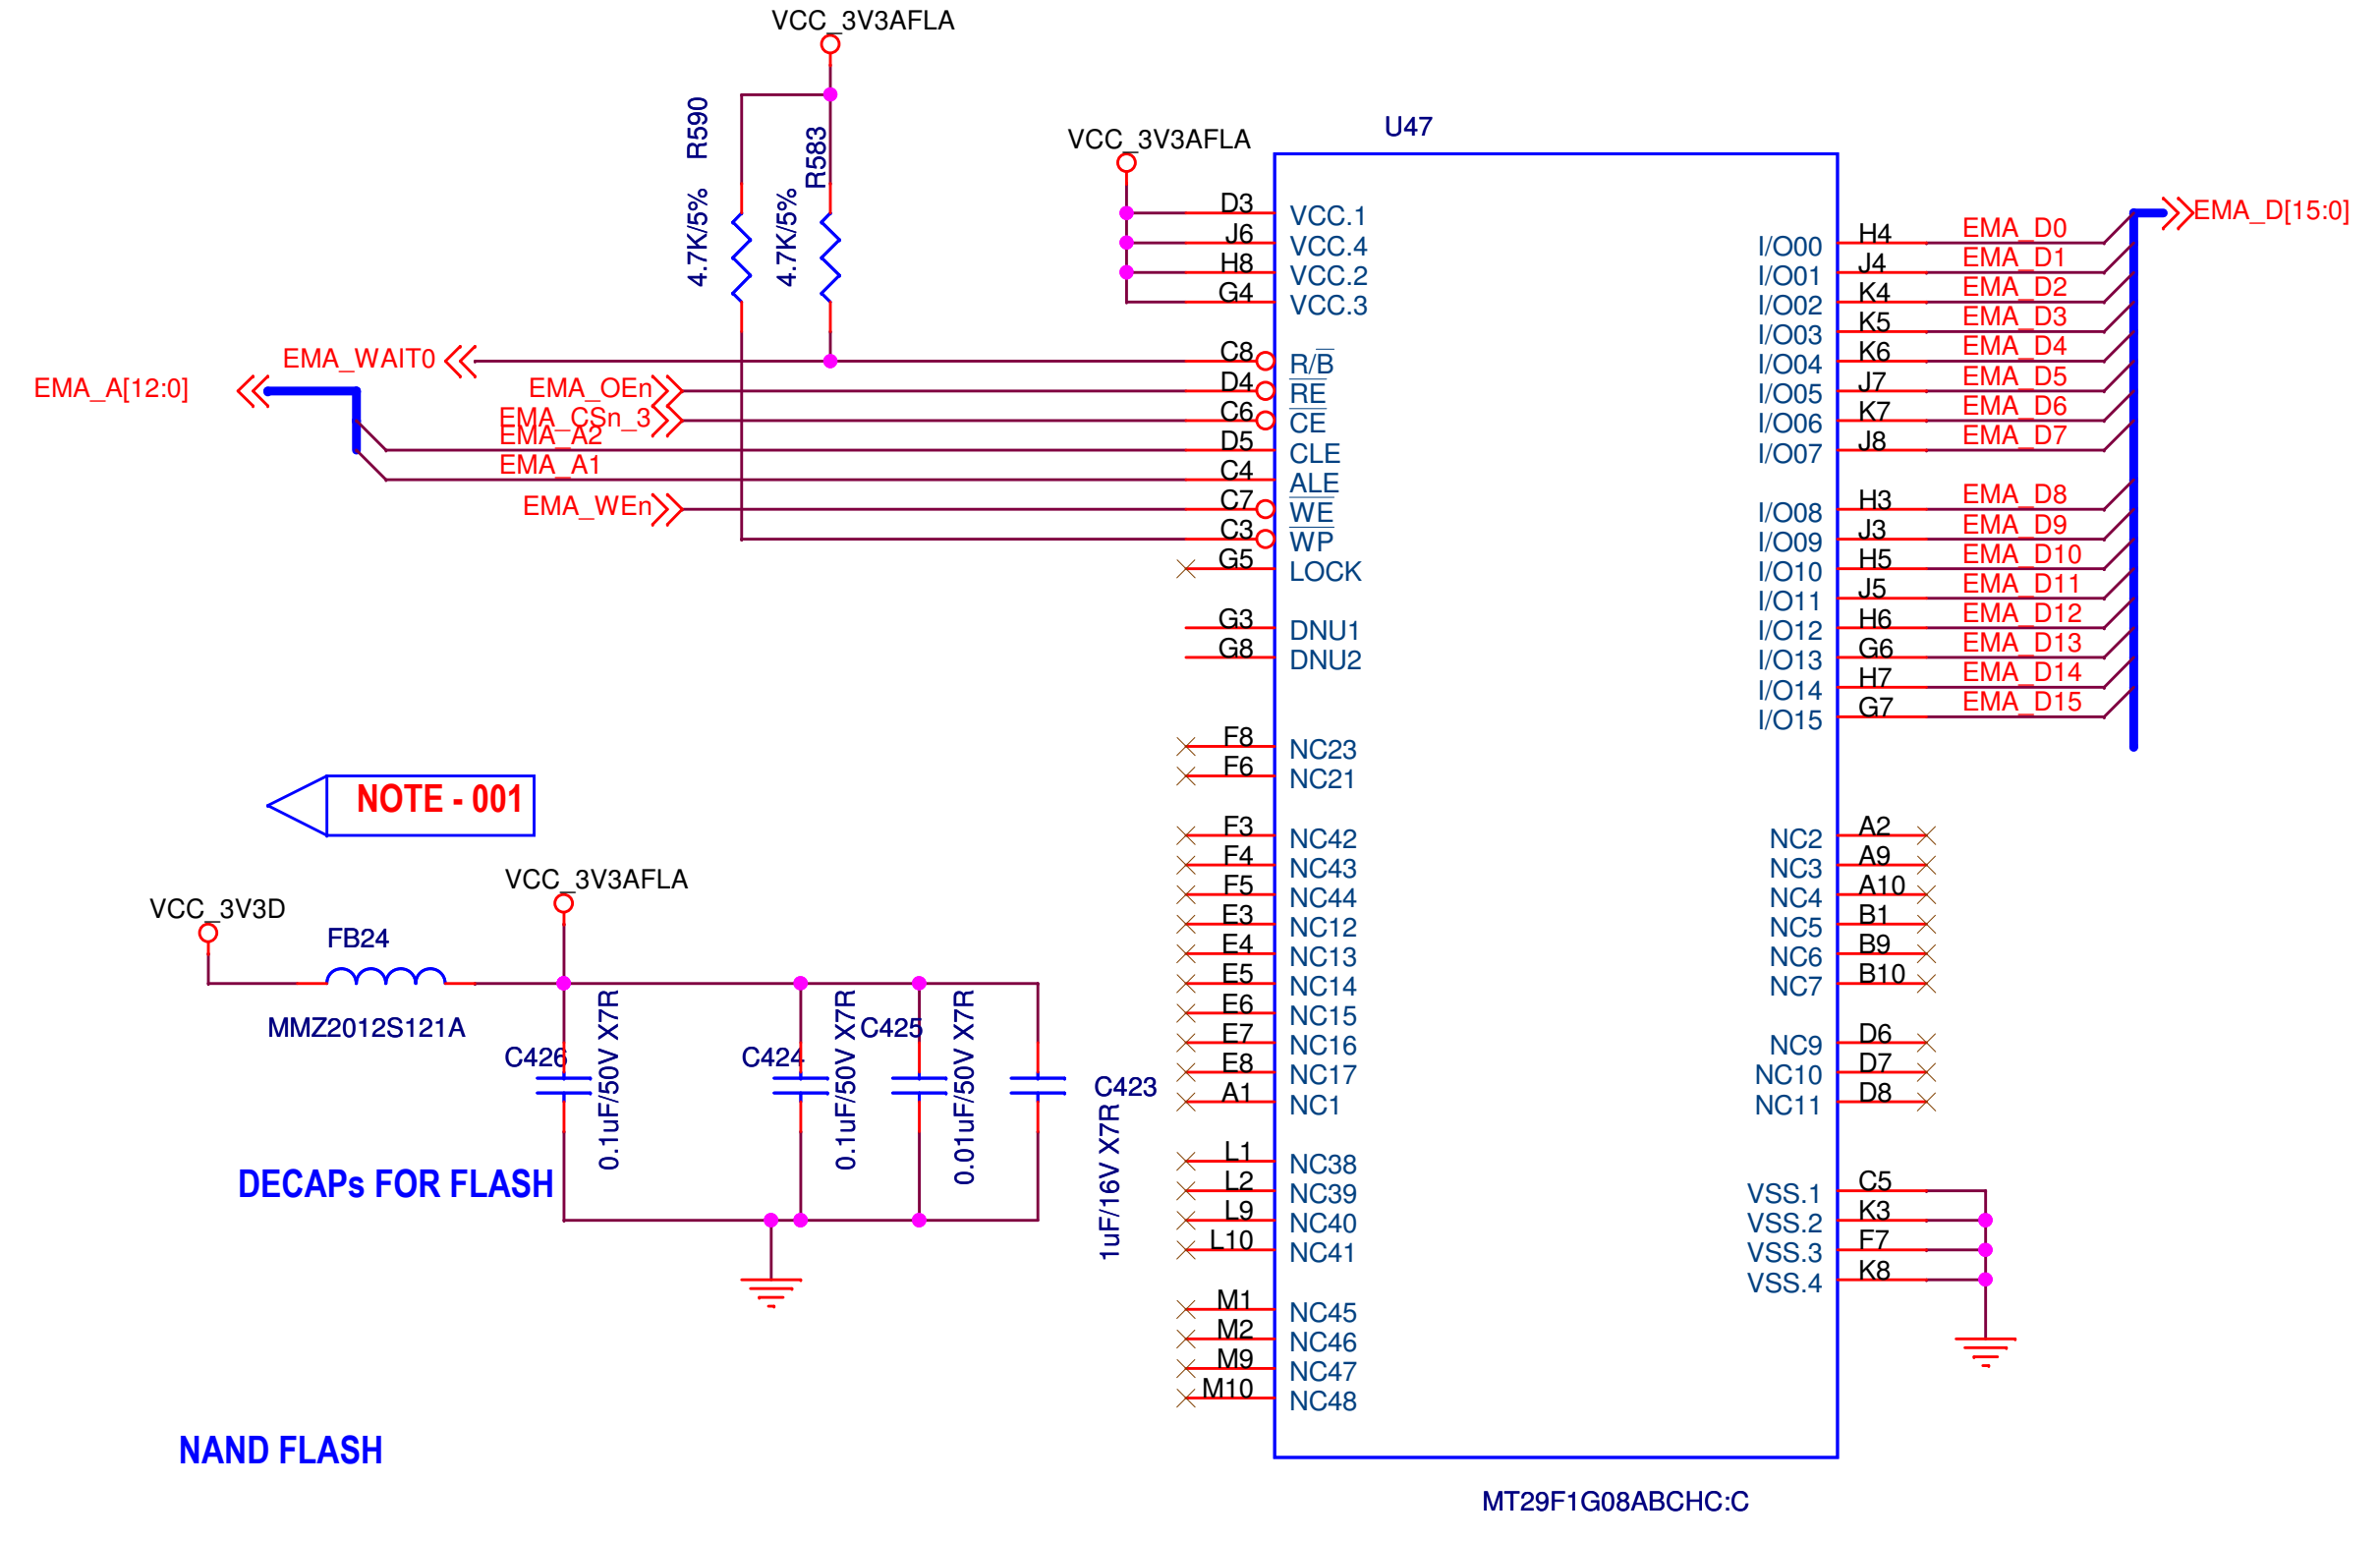 VCC_3V3AFLA
R590
4.7K/5%
R583
4.7K/5%
VCC_3V3AFLA
U47
EMA_WAIT0
EMA_A[12:0]
EMA_OEn
EMA_CSn_3
EMA_A2
EMA_A1
EMA_WEn
D3 VCC.1
J6 VCC.4
H8 VCC.2
G4 VCC.3
C8 R/B
D4 RE
C6 CE
D5 CLE
C4 ALE
C7 WE
C3 WP
G5 LOCK
G3 DNU1
G8 DNU2
F8 NC23
F6 NC21
F3 NC42
F4 NC43
F5 NC44
E3 NC12
E4 NC13
E5 NC14
E6 NC15
E7 NC16
E8 NC17
A1 NC1
L1 NC38
L2 NC39
L9 NC40
L10 NC41
M1 NC45
M2 NC46
M9 NC47
M10 NC48
EMA_D[15:0]
I/O00 H4 EMA_D0
I/O01 J4 EMA_D1
I/O02 K4 EMA_D2
I/O03 K5 EMA_D3
I/O04 K6 EMA_D4
I/O05 J7 EMA_D5
I/O06 K7 EMA_D6
I/O07 J8 EMA_D7
I/O08 H3 EMA_D8
I/O09 J3 EMA_D9
I/O10 H5 EMA_D10
I/O11 J5 EMA_D11
I/O12 H6 EMA_D12
I/O13 G6 EMA_D13
I/O14 H7 EMA_D14
I/O15 G7 EMA_D15
NC2 A2
NC3 A9
NC4 A10
NC5 B1
NC6 B9
NC7 B10
NC9 D6
NC10 D7
NC11 D8
VSS.1 C5
VSS.2 K3
VSS.3 F7
VSS.4 K8
MT29F1G08ABCHC:C
NOTE - 001
VCC_3V3D
FB24
MMZ2012S121A
VCC_3V3AFLA
C426
0.1uF/50V X7R
C424
0.1uF/50V X7R
C425
0.01uF/50V X7R
C423
1uF/16V X7R
DECAPs FOR FLASH
NAND FLASH